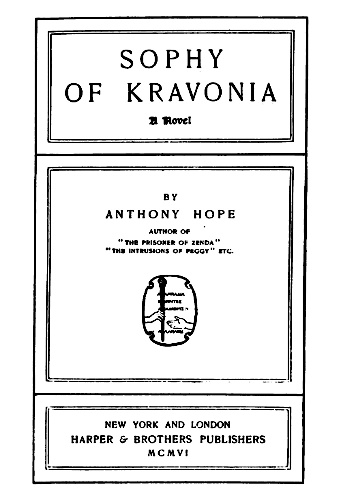 SOPHY
OF KRAVONIA
A Novel
BY
ANTHONY HOPE
AUTHOR OF
"THE PRISONER OF ZENDA"
"THE INTRUSIONS OF PEGGY" ETC.
NEW YORK AND LONDON
HARPER & BROTHERS PUBLISHERS
MCMVI